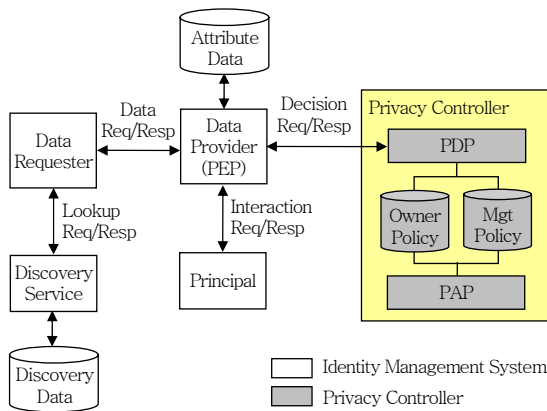 Attribute
Data
Data
Req/Resp
Decision
Req/Resp
Privacy Controller
Data
Requester
Data
Provider
(PEP)
PDP
Lookup
Req/Resp
Interaction
Req/Resp
Owner
Policy
Mgt
Policy
Discovery
Service
Principal
PAP
Discovery
Data
Identity Management System
Privacy Controller